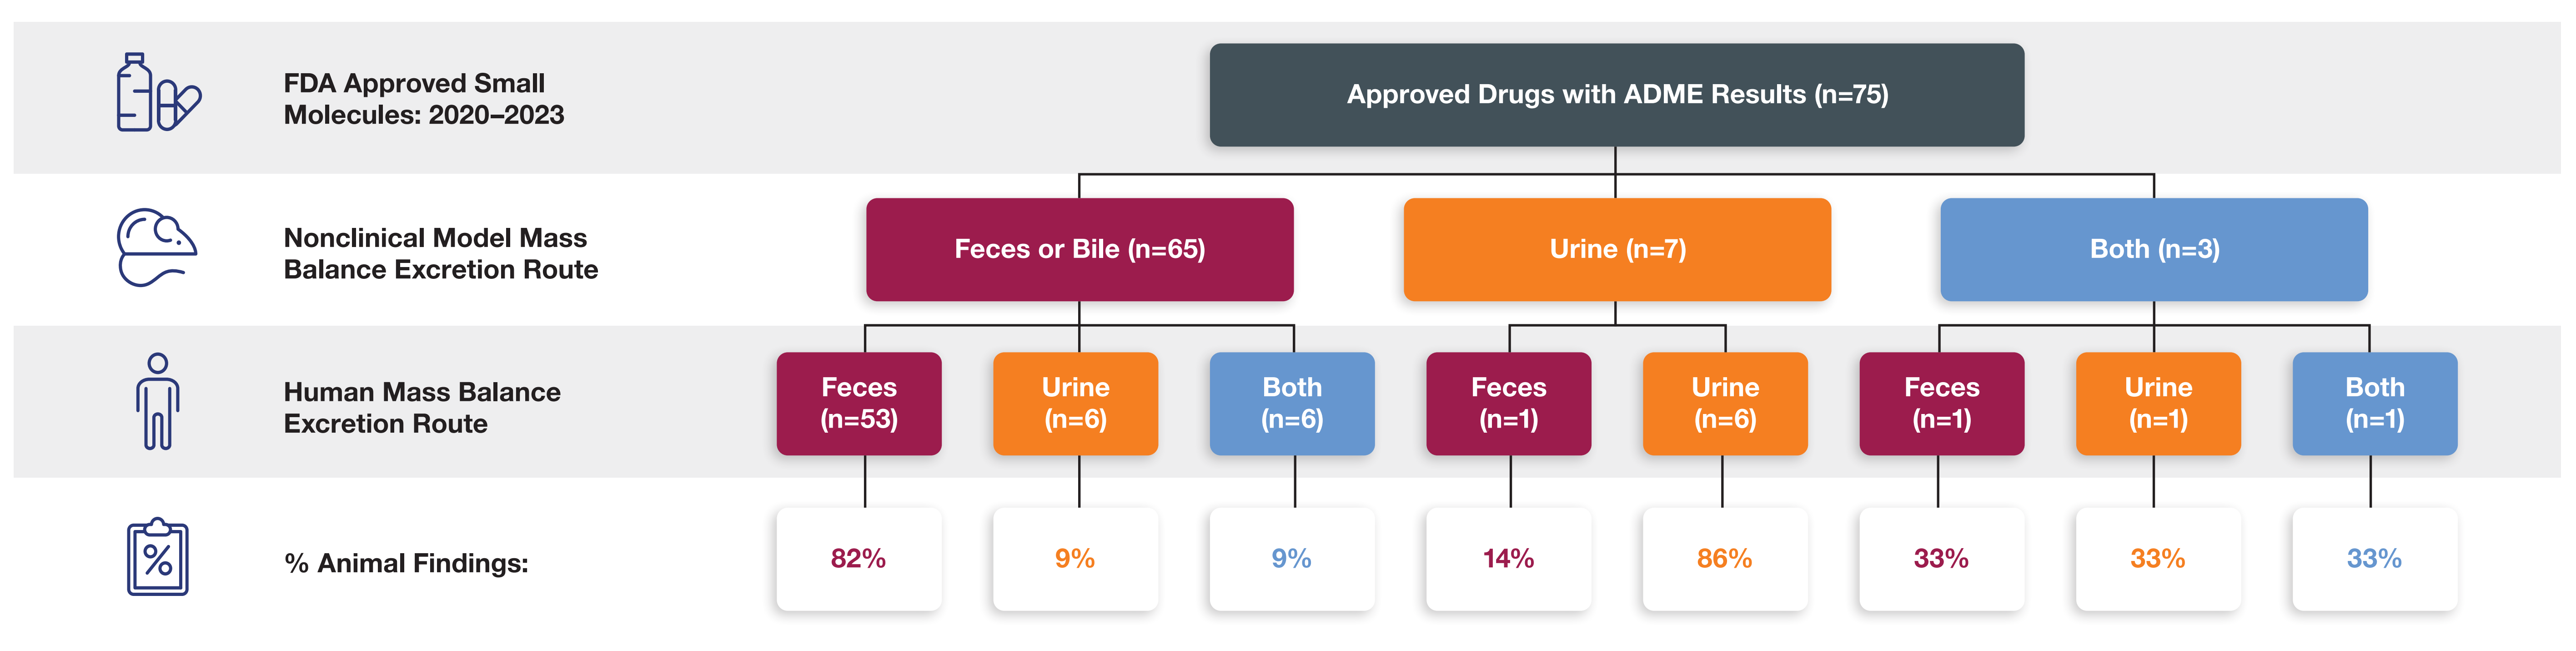 FDA Approved Small
Molecules: 2020–2023
Approved Drugs with ADME Results (n=75)
Nonclinical Model Mass
Balance Excretion Route
Feces or Bile (n=65)
Urine (n=7)
Both (n=3)
Human Mass Balance
Excretion Route
Feces
(n=53)
Urine
(n=6)
Both
(n=6)
Feces
(n=1)
Urine
(n=6)
Feces
(n=1)
Urine
(n=1)
Both
(n=1)
% Animal Findings:
82%
9%
9%
14%
86%
33%
33%
33%